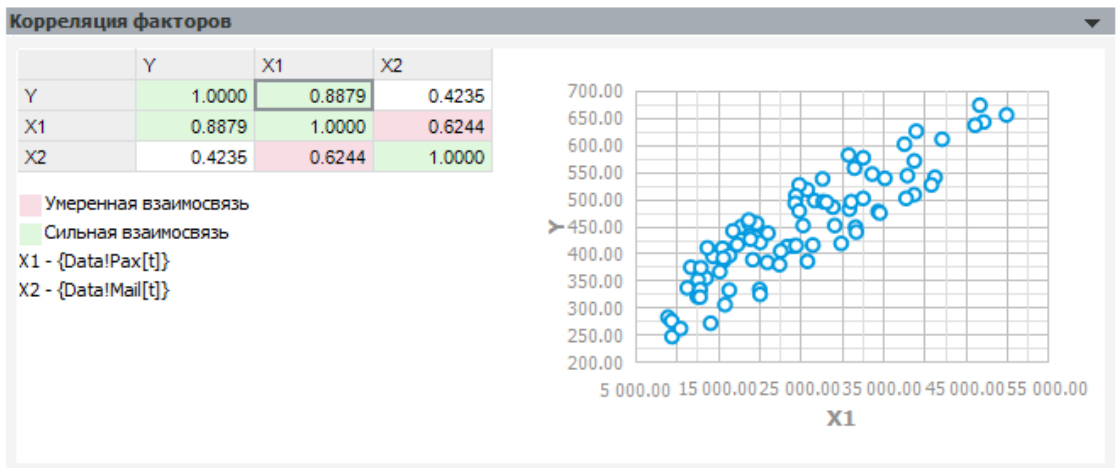 Корреляция факторов
Y X1 X2
Y 1.0000 0.8879 0.4235
X1 0.8879 1.0000 0.6244
X2 0.4235 0.6244 1.0000
Умеренная взаимосвязь
Сильная взаимосвязь
X1 - {Data!Pax[t]}
X2 - {Data!Mail[t]}
700.00
650.00
600.00
550.00
500.00
450.00
400.00
350.00
300.00
250.00
200.00
Y
5 000.00 15 000.00 25 000.00 35 000.00 45 000.00 55 000.00
X1